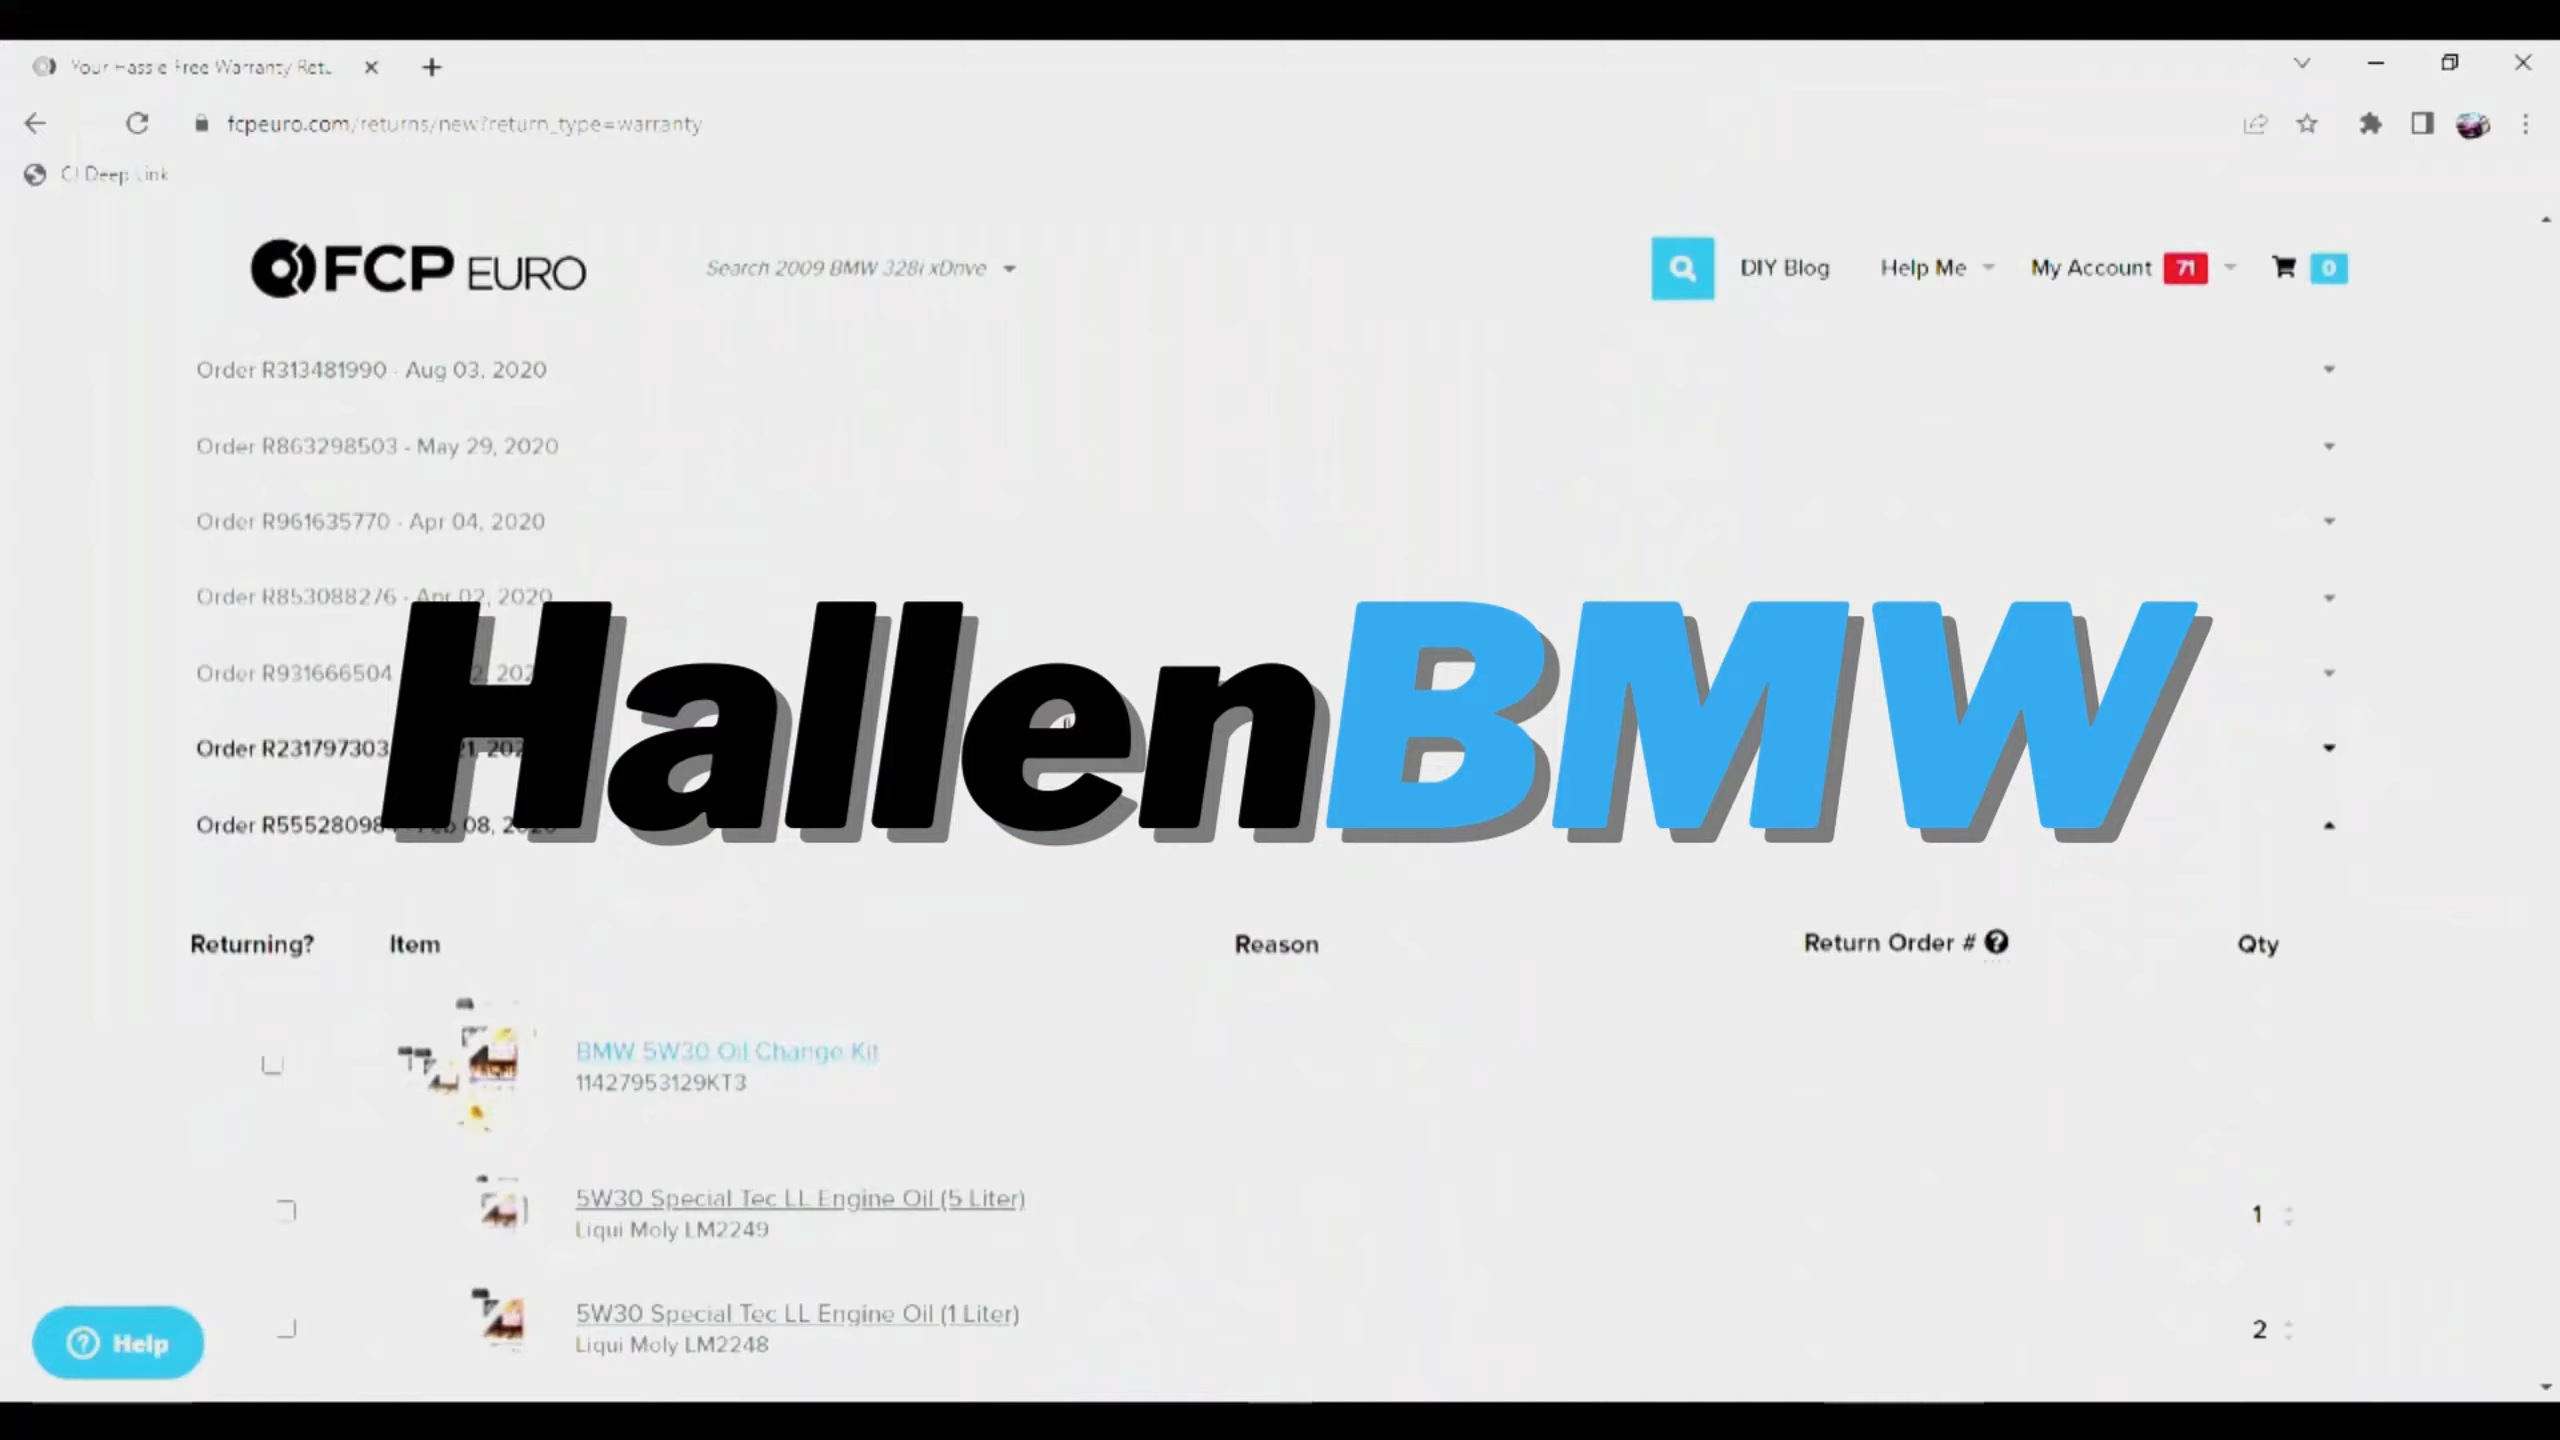 Your Hassle Free Warranty Retu
fcpeuro.com/returns/new?return_type=warranty
CJ Deep Link
FCP EURO
Search 2009 BMW 328i xDrive
DIY Blog
Help Me
My Account 71
0
Order R313481990 - Aug 03, 2020
Order R863298503 - May 29, 2020
Order R961635770 - Apr 04, 2020
Order R853088276 - Apr 02, 2020
Order R931666504
Order R231797303
Order R55528098
08,
HallenBMW
Returning? Item Reason Return Order # ? Qty
BMW 5W30 Oil Change Kit
11427953129KT3
5W30 Special Tec LL Engine Oil (5 Liter)
Liqui Moly LM2249
1
5W30 Special Tec LL Engine Oil (1 Liter)
Liqui Moly LM2248
2
? Help